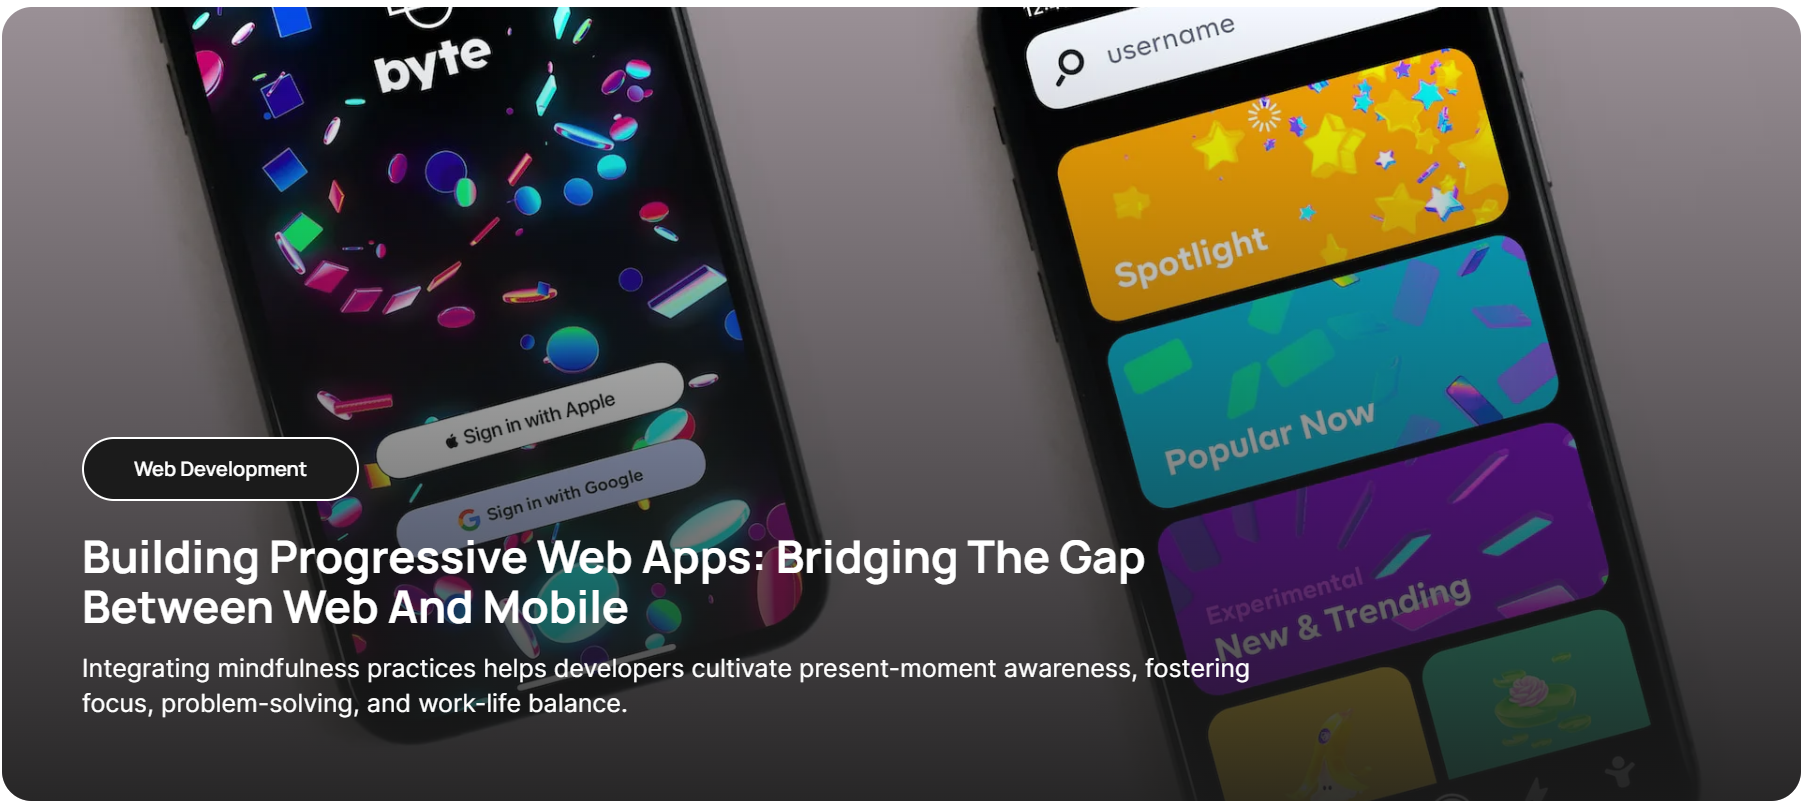 byte
Sign in with Apple
Sign in with Google
username
Spotlight
Popular Now
Experimental
New & Trending
Web Development
Building Progressive Web Apps: Bridging The Gap
Between Web And Mobile
Integrating mindfulness practices helps developers cultivate present-moment awareness, fostering
focus, problem-solving, and work-life balance.